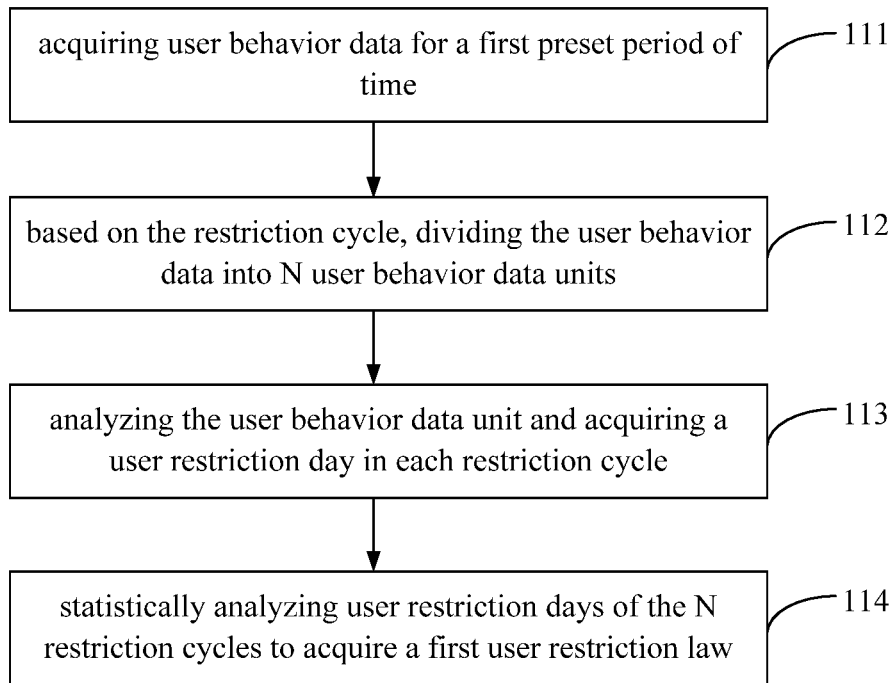 acquiring user behavior data for a first preset period of
time
111
based on the restriction cycle, dividing the user behavior
data into N user behavior data units
112
analyzing the user behavior data unit and acquiring a
user restriction day in each restriction cycle
113
statistically analyzing user restriction days of the N
restriction cycles to acquire a first user restriction law
114